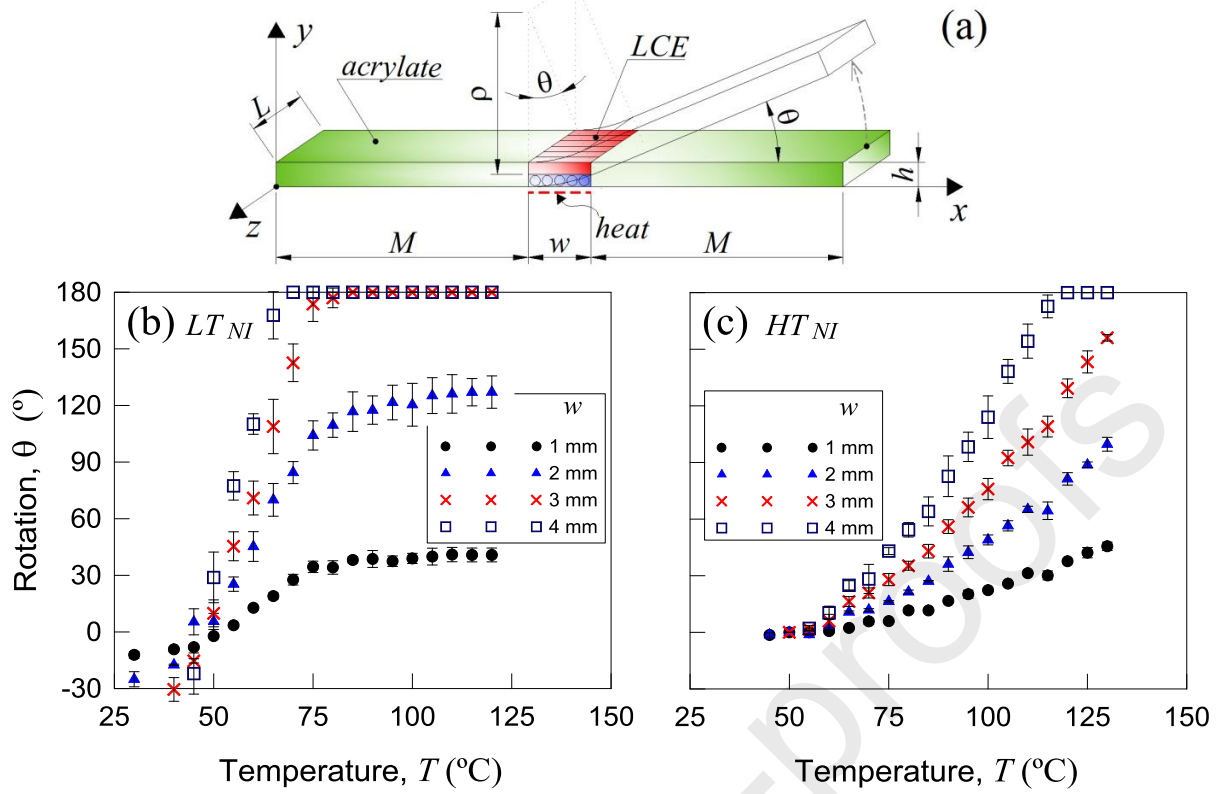 (a)
y
LCE
acrylate
θ
ρ
L
θ
h
z
x
heat
M
w
M
180
150
120
90
60
30
0
-30
Rotation, θ (º)
(b) LT NI
w
1 mm
2 mm
3 mm
4 mm
25
50
75
100
125
150
Temperature, T (ºC)
(c) HT NI
w
1 mm
2 mm
3 mm
4 mm
25
50
75
100
125
150
Temperature, T (ºC)
-proofs